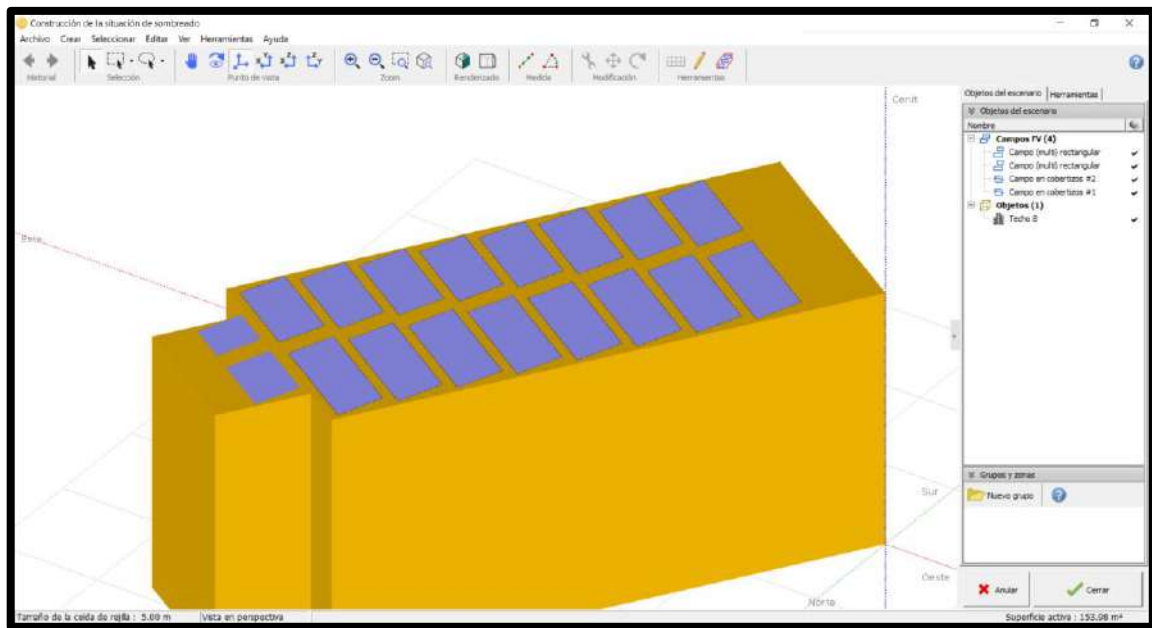 Construcción de la situación de sombreado
Archivo Crear Seleccionar Editar Ver Herramientas Ayuda
Historial Selección Punto de vista Zoom Renderizado Medida Modificación Herramientas
Objetos del escenario Herramientas
Objetos del escenario
Nombre
Campos FV (4)
Campo (multi) rectangular
Campo (multi) rectangular
Campo en cobertizos #2
Campo en cobertizos #1
Objetos (1)
Techo B
Cenit
Este
Sur
Oeste
Norte
Grupos y zonas
Nuevo grupo
Anular Cerrar
Tamaño de la celda de rejilla : 5.00 m Vista en perspectiva Superficie activa : 153.98 m²